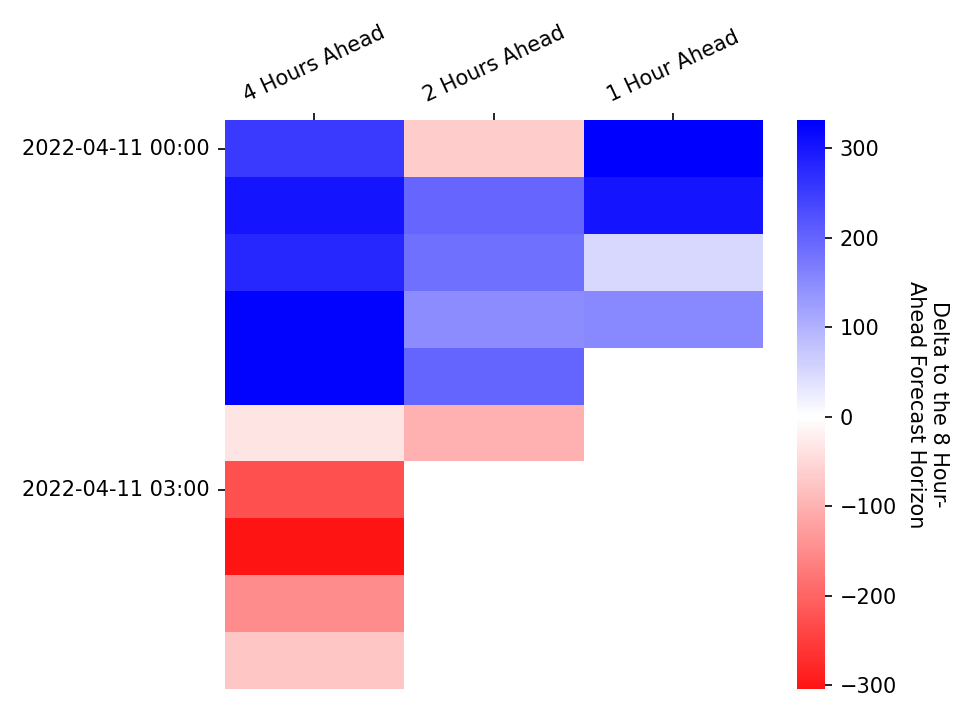 4 Hours Ahead
2 Hours Ahead
1 Hour Ahead
2022-04-11 00:00
2022-04-11 03:00
300
200
100
0
−100
−200
−300
Delta to the 8 Hour-
Ahead Forecast Horizon